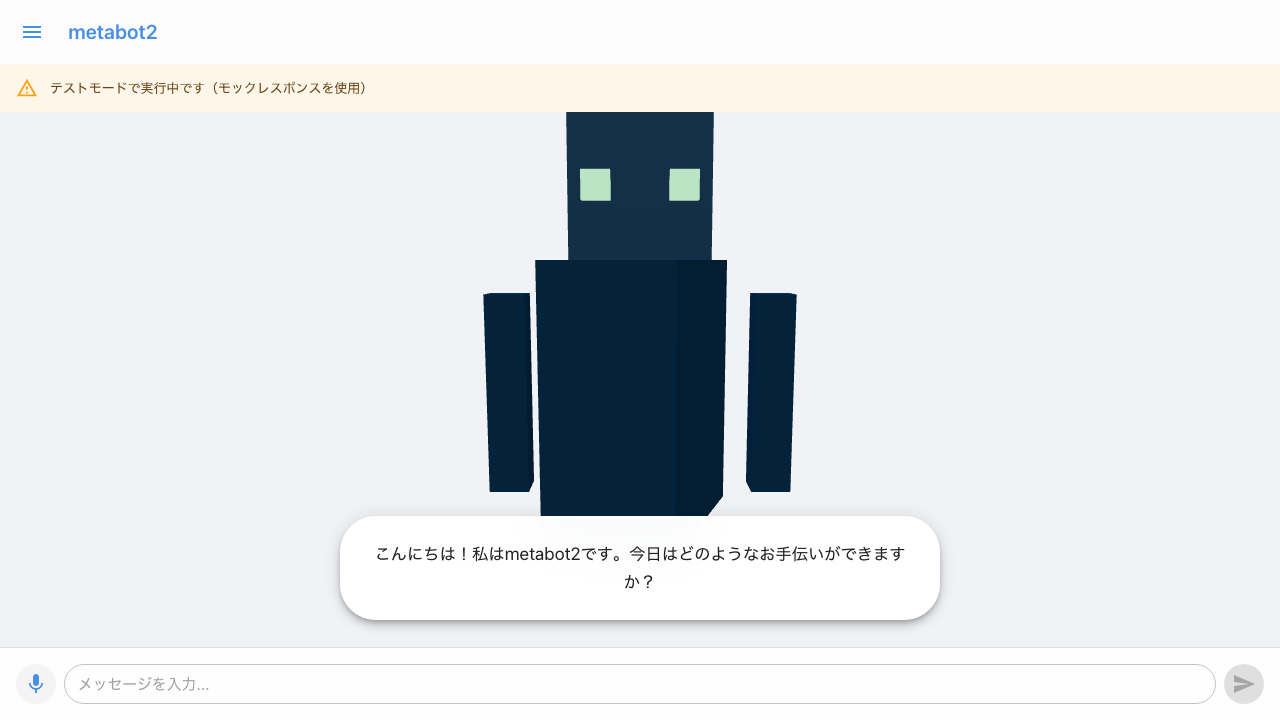 metabot2
テストモードで実行中です（モックレスポンスを使用）
こんにちは！私はmetabot2です。今日はどのようなお手伝いができます
か？
メッセージを入力...